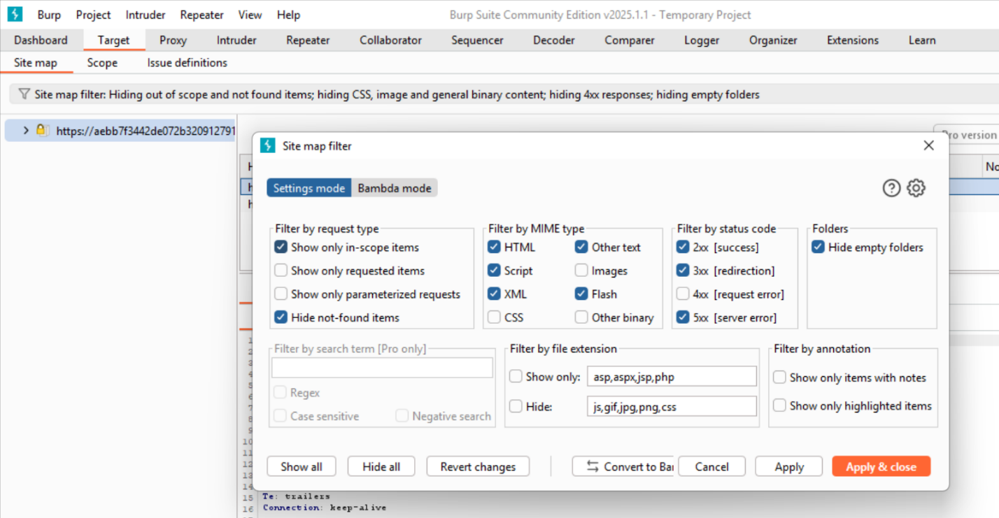 Burp Project Intruder Repeater View Help Burp Suite Community Edition v2025.1.1 - Temporary Project
Dashboard Target Proxy Intruder Repeater Collaborator Sequencer Decoder Comparer Logger Organizer Extensions Learn
Site map Scope Issue definitions
Site map filter: Hiding out of scope and not found items; hiding CSS, image and general binary content; hiding 4xx responses; hiding empty folders
https://aebb7f3442de072b320912791
Pro version
Site map filter
Settings mode Bambda mode
Filter by request type
Show only in-scope items
Show only requested items
Show only parameterized requests
Hide not-found items
Filter by MIME type
HTML Other text
Script Images
XML Flash
CSS Other binary
Filter by status code
2xx [success]
3xx [redirection]
4xx [request error]
5xx [server error]
Folders
Hide empty folders
Filter by search term [Pro only]
Regex
Case sensitive Negative search
Filter by file extension
Show only: asp,aspx,jsp,php
Hide: js,gif,jpg,png,css
Filter by annotation
Show only items with notes
Show only highlighted items
Show all Hide all Revert changes Convert to Ba Cancel Apply Apply & close
10
11
12
13
14
15 Te: trailers
16 Connection: keep-alive